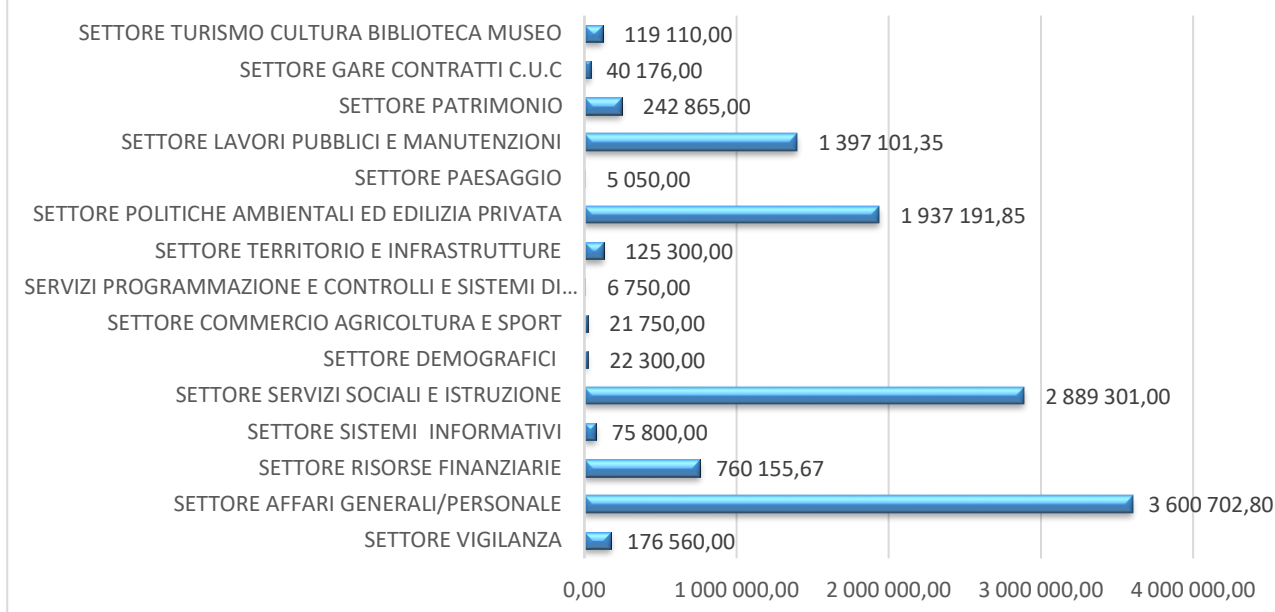 SETTORE TURISMO CULTURA BIBLIOTECA MUSEO 119 110,00
SETTORE GARE CONTRATTI C.U.C 40 176,00
SETTORE PATRIMONIO 242 865,00
SETTORE LAVORI PUBBLICI E MANUTENZIONI 1 397 101,35
SETTORE PAESAGGIO 5 050,00
SETTORE POLITICHE AMBIENTALI ED EDILIZIA PRIVATA 1 937 191,85
SETTORE TERRITORIO E INFRASTRUTTURE 125 300,00
SERVIZI PROGRAMMAZIONE E CONTROLLI E SISTEMI DI… 6 750,00
SETTORE COMMERCIO AGRICOLTURA E SPORT 21 750,00
SETTORE DEMOGRAFICI 22 300,00
SETTORE SERVIZI SOCIALI E ISTRUZIONE 2 889 301,00
SETTORE SISTEMI INFORMATIVI 75 800,00
SETTORE RISORSE FINANZIARIE 760 155,67
SETTORE AFFARI GENERALI/PERSONALE 3 600 702,80
SETTORE VIGILANZA 176 560,00
0,00 1 000 000,00 2 000 000,00 3 000 000,00 4 000 000,00